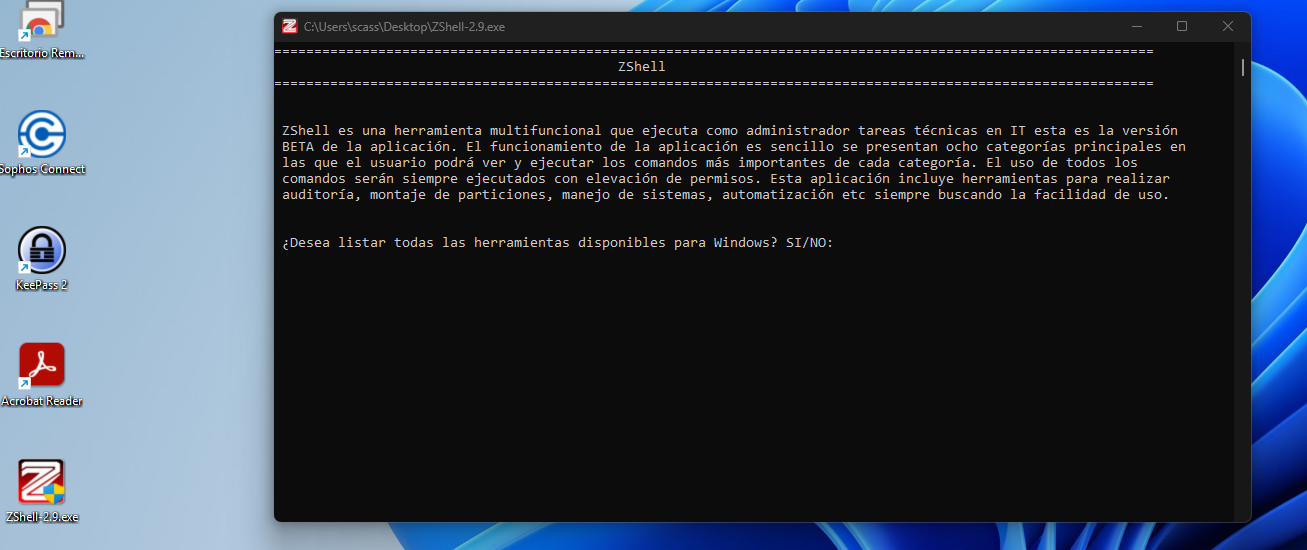 Escritorio Rem...
Sophos Connect
KeePass 2
Acrobat Reader
ZShell-2.9.exe
C:\Users\scass\Desktop\ZShell-2.9.exe
==============================================================================================================
ZShell
==============================================================================================================
ZShell es una herramienta multifuncional que ejecuta como administrador tareas técnicas en IT esta es la versión
BETA de la aplicación. El funcionamiento de la aplicación es sencillo se presentan ocho categorías principales en
las que el usuario podrá ver y ejecutar los comandos más importantes de cada categoría. El uso de todos los
comandos serán siempre ejecutados con elevación de permisos. Esta aplicación incluye herramientas para realizar
auditoría, montaje de particiones, manejo de sistemas, automatización etc siempre buscando la facilidad de uso.
¿Desea listar todas las herramientas disponibles para Windows? SI/NO: